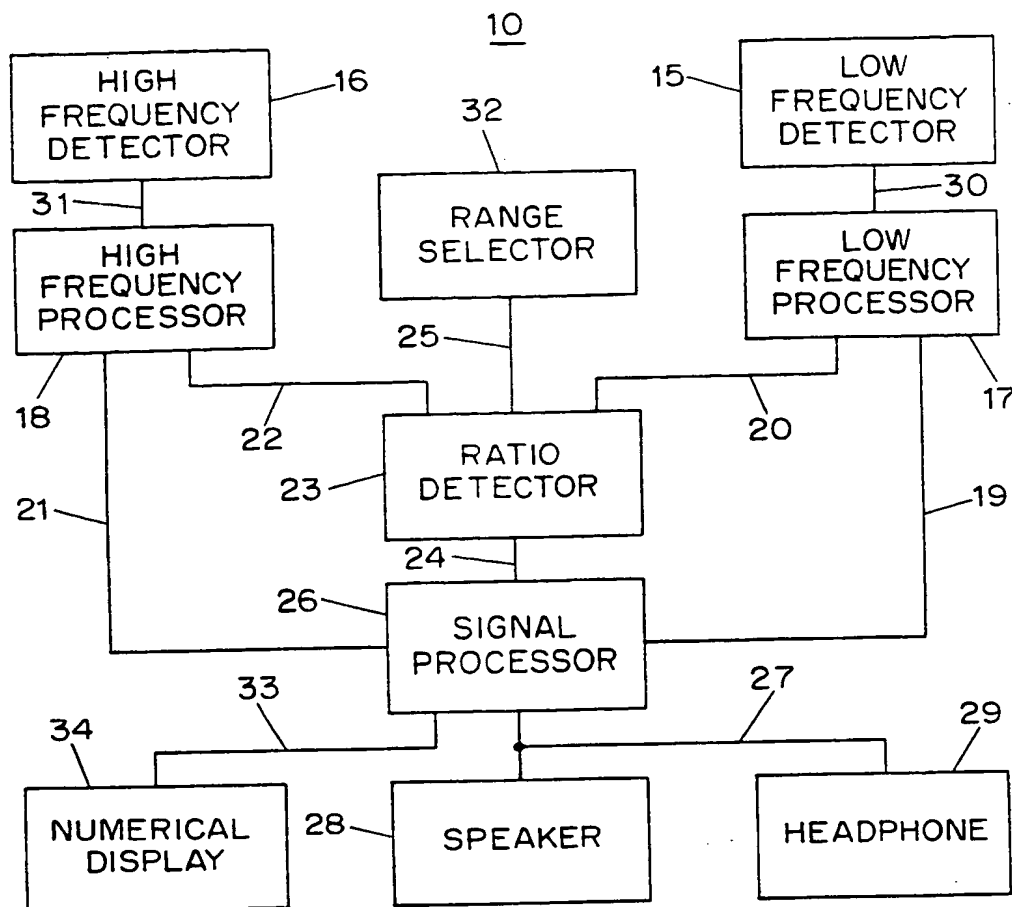 10
HIGH
FREQUENCY
DETECTOR
16
15
LOW
FREQUENCY
DETECTOR
32
31
30
RANGE
SELECTOR
HIGH
FREQUENCY
PROCESSOR
LOW
FREQUENCY
PROCESSOR
25
18
22
20
17
RATIO
DETECTOR
23
21
19
24
26
SIGNAL
PROCESSOR
33
27
34
29
NUMERICAL
DISPLAY
28
SPEAKER
HEADPHONE